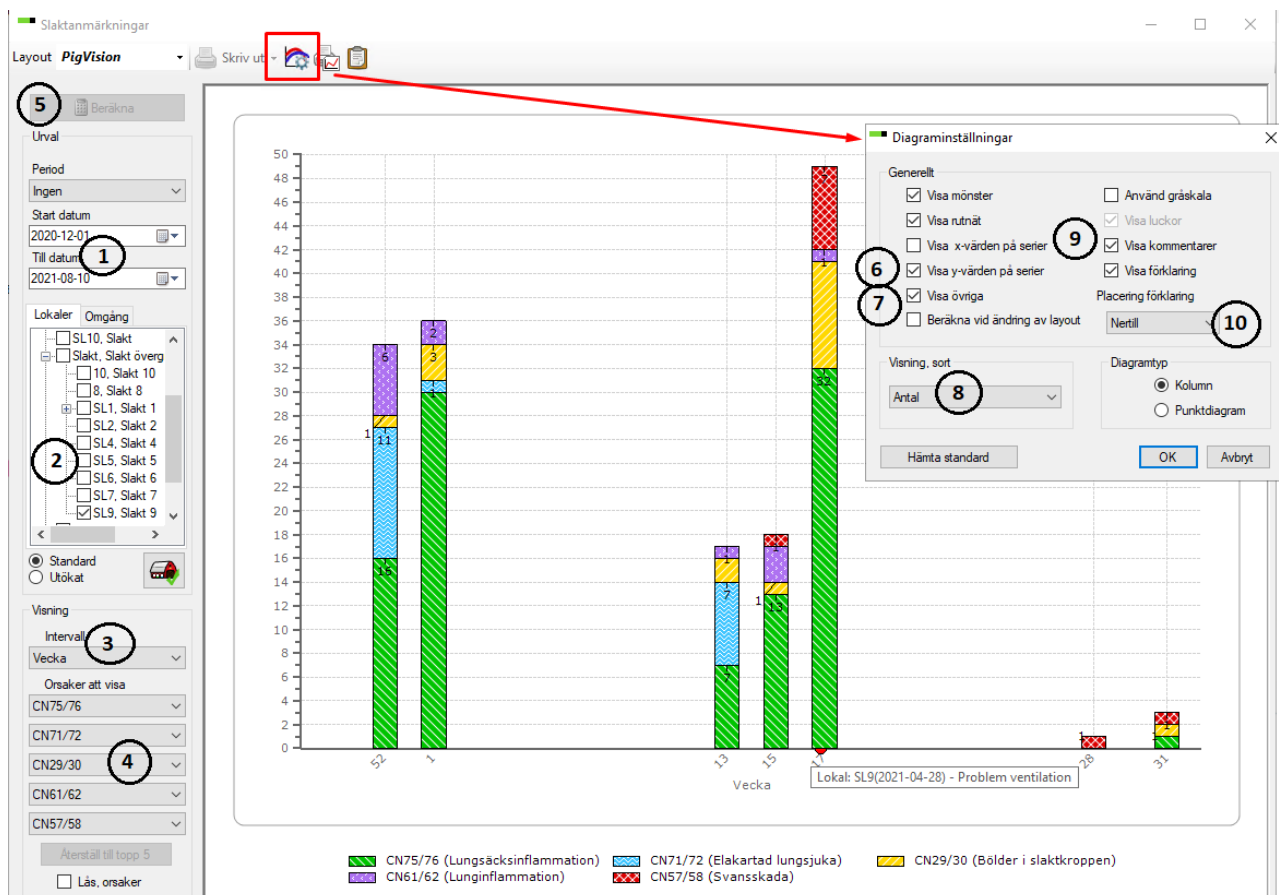 Slaktanmärkningar
Layout PigVision
Skriv ut
5
Beräkna
Urval
Period
Ingen
Start datum
2020-12-01
1
Till datum
2021-08-10
Lokaler
Omgång
SL10, Slakt
Slakt, Slakt överg
10, Slakt 10
8, Slakt 8
SL1, Slakt 1
SL2, Slakt 2
SL4, Slakt 4
2
SL5, Slakt 5
SL6, Slakt 6
SL7, Slakt 7
SL9, Slakt 9
Standard
Utökat
Visning
Intervall
3
Vecka
Orsaker att visa
CN75/76
CN71/72
CN29/30
4
CN61/62
CN57/58
Återställ till topp 5
Lås, orsaker
50
48
46
44
42
40
38
36
34
32
30
28
26
24
22
20
18
16
14
12
10
8
6
4
2
0
6
1
11
16
2
3
1
1
7
7
1
1
13
1
1
32
1
1
1
52
1
13
15
17
28
31
Vecka
Lokal: SL9(2021-04-28) - Problem ventilation
CN75/76 (Lungsäcksinflammation)
CN71/72 (Elakartad lungsjuka)
CN29/30 (Bölder i slaktkroppen)
CN61/62 (Lunginflammation)
CN57/58 (Svansskada)
Diagraminställningar
Generellt
Visa mönster
Använd gråskala
Visa rutnät
Visa luckor
Visa x-värden på serier
9
Visa kommentarer
6
Visa y-värden på serier
Visa förklaring
7
Visa övriga
Placering förklaring
Beräkna vid ändring av layout
Nertill
10
Visning, sort
Diagramtyp
Antal
8
Kolumn
Punktdiagram
Hämta standard
OK
Avbryt